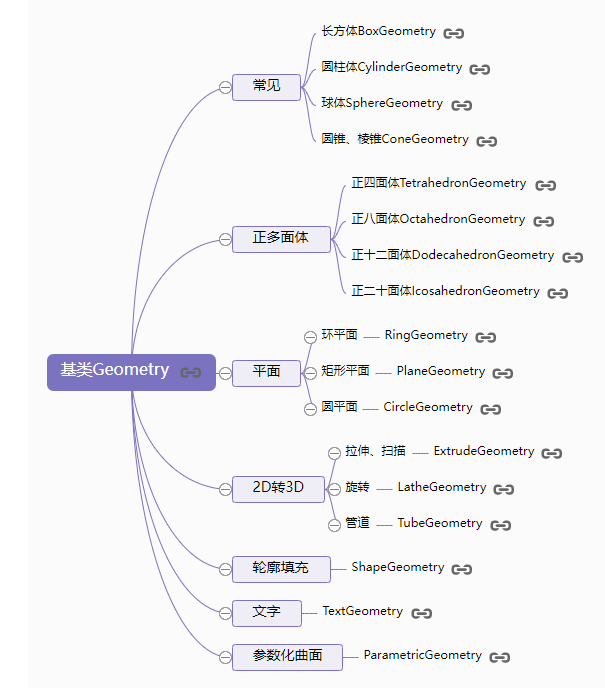 基类Geometry
常见
长方体BoxGeometry
圆柱体CylinderGeometry
球体SphereGeometry
圆锥、棱锥ConeGeometry
正多面体
正四面体TetrahedronGeometry
正八面体OctahedronGeometry
正十二面体DodecahedronGeometry
正二十面体IcosahedronGeometry
平面
环平面 RingGeometry
矩形平面 PlaneGeometry
圆平面 CircleGeometry
2D转3D
拉伸、扫描 ExtrudeGeometry
旋转 LatheGeometry
管道 TubeGeometry
轮廓填充 ShapeGeometry
文字 TextGeometry
参数化曲面 ParametricGeometry